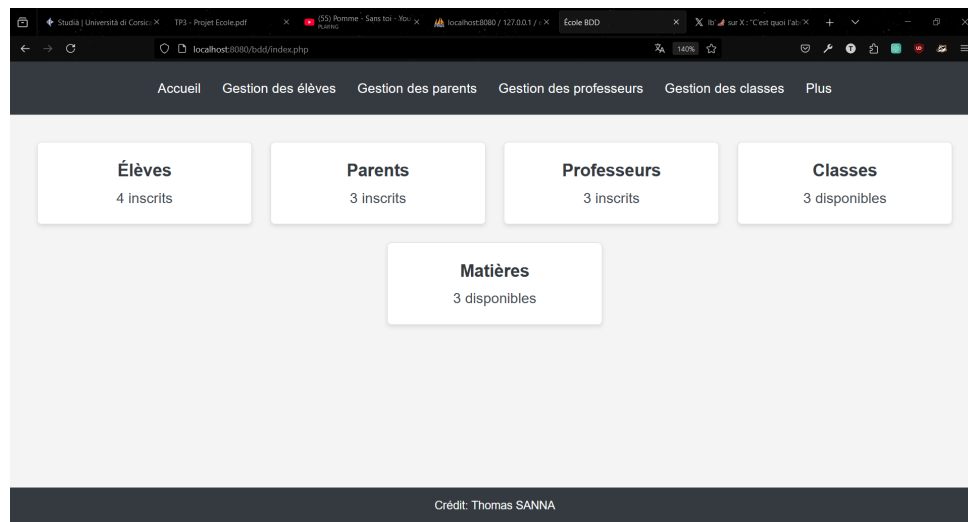 Studià | Università di Corsic
TP3 - Projet Ecole.pdf
(55) Pomme - Sans toi - You
PLAYING
localhost:8080 / 127.0.0.1 /
École BDD
sur X : "C'est quoi l'ab
localhost:8080/bdd/index.php
140%
Accueil Gestion des élèves Gestion des parents Gestion des professeurs Gestion des classes Plus
Élèves
4 inscrits
Parents
3 inscrits
Professeurs
3 inscrits
Classes
3 disponibles
Matières
3 disponibles
Crédit: Thomas SANNA